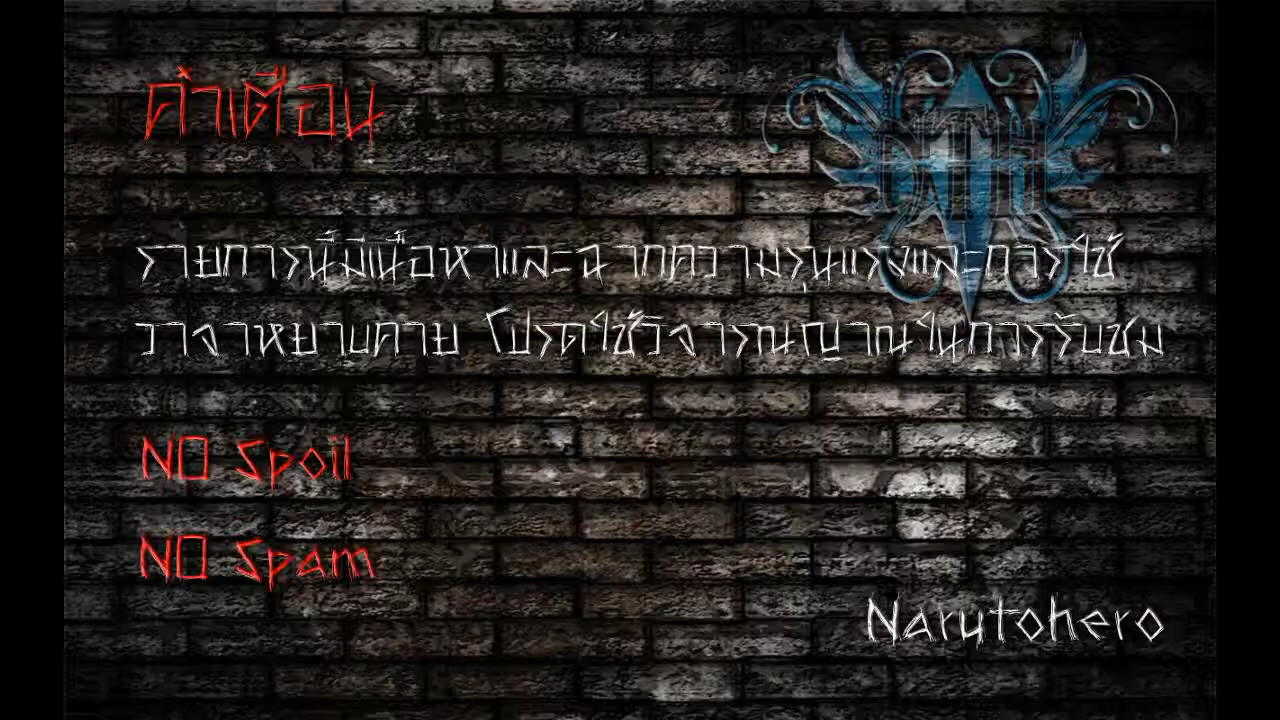 คำเตือน
รายการนี้มีเนื้อหาและฉากความรุนแรงและการใช้
วาจาหยาบคาย โปรดใช้วิจารณญาณในการรับชม
NO Spoil
NO Spam
Narutohero